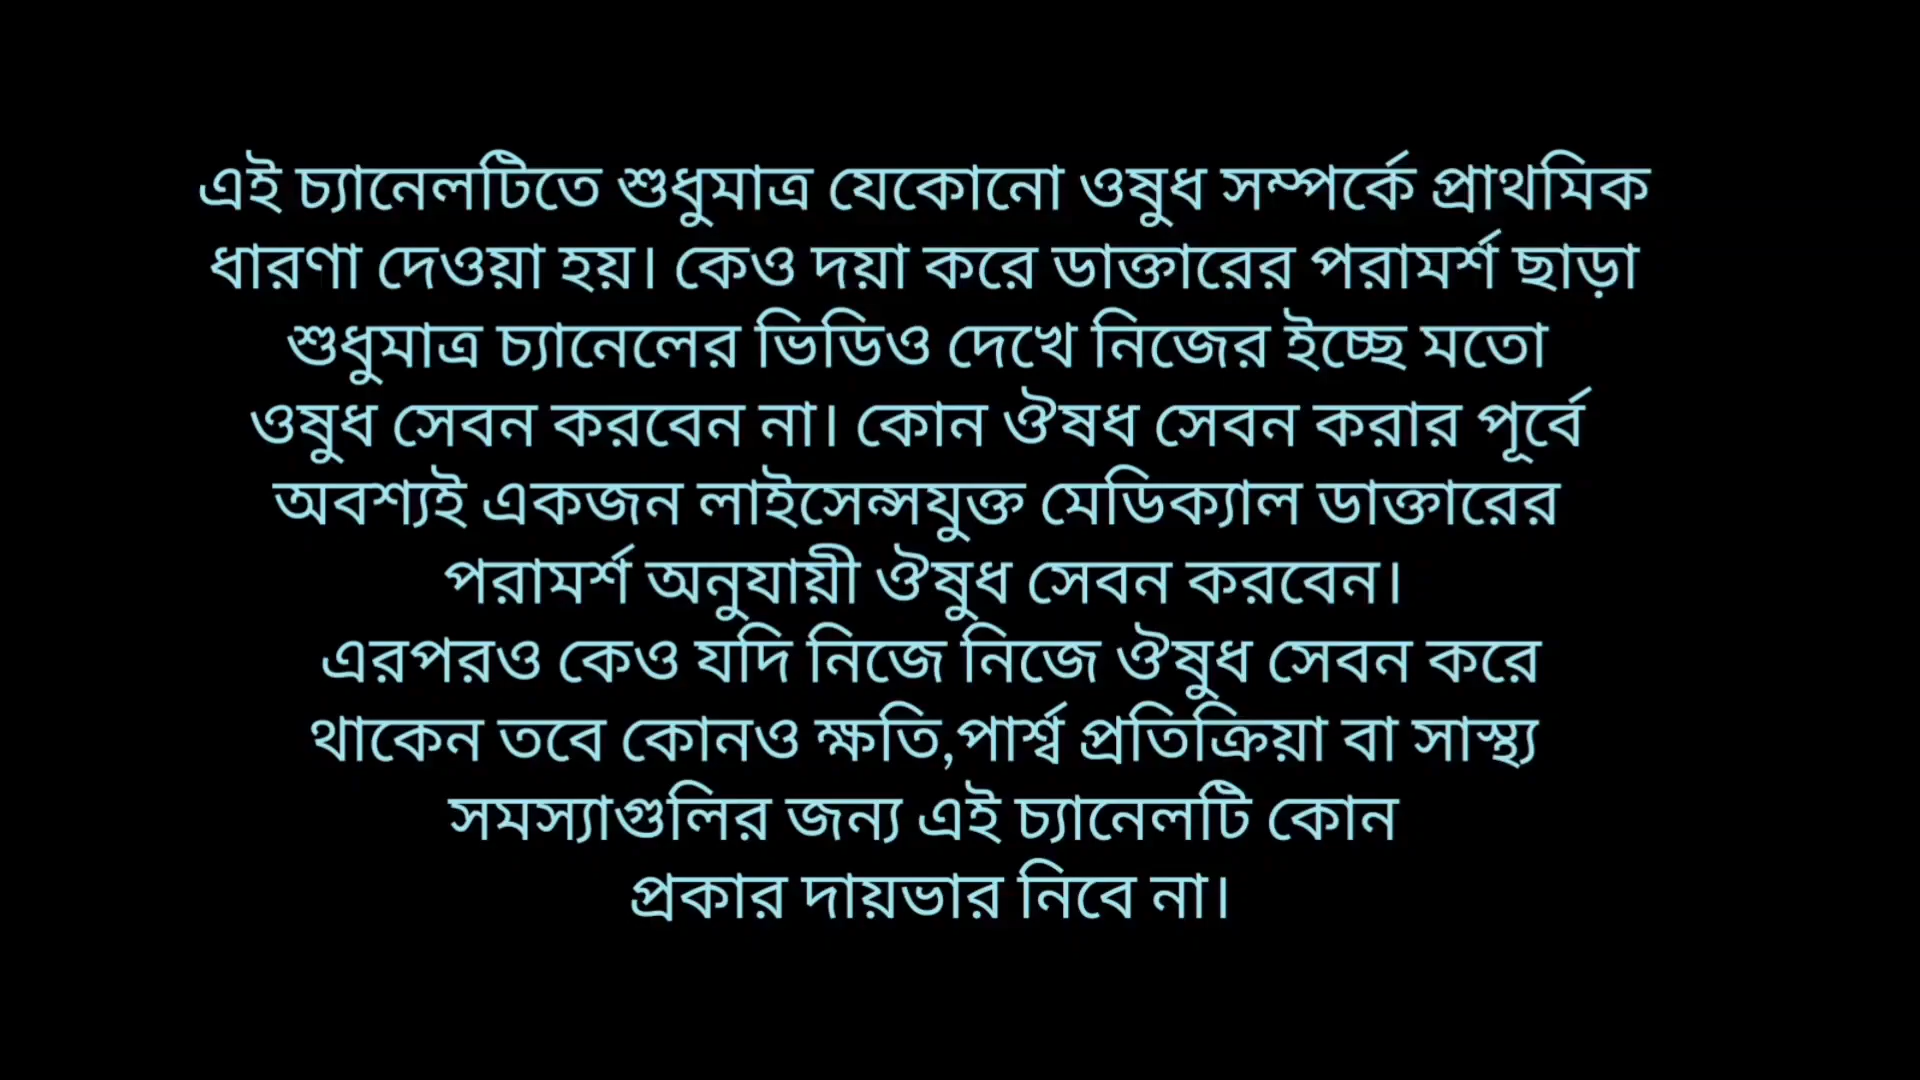 এই চ্যানেলটিতে শুধুমাত্র যেকোনো ওষুধ সম্পর্কে প্রাথমিক
ধারণা দেওয়া হয়। কেও দয়া করে ডাক্তারের পরামর্শ ছাড়া
শুধুমাত্র চ্যানেলের ভিডিও দেখে নিজের ইচ্ছে মতো
ওষুধ সেবন করবেন না। কোন ঔষধ সেবন করার পূর্বে
অবশ্যই একজন লাইসেন্সযুক্ত মেডিক্যাল ডাক্তারের
পরামর্শ অনুযায়ী ঔষুধ সেবন করবেন।
এরপরও কেও যদি নিজে নিজে ঔষুধ সেবন করে
থাকেন তবে কোনও ক্ষতি,পার্শ্ব প্রতিক্রিয়া বা সাস্থ্য
সমস্যাগুলির জন্য এই চ্যানেলটি কোন
প্রকার দায়ভার নিবে না।